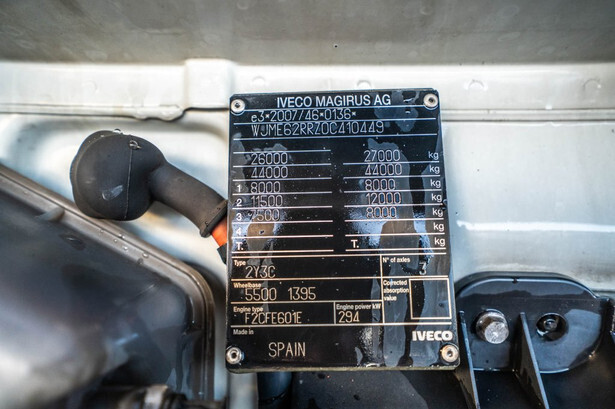 IVECO MAGIRUS AG
e3*2007/46*0136*
WJME62RRZ0C410449
26000 27000 kg
44000 44000 kg
1 8000 8000 kg
2 11500 12000 kg
3 7500 8000 kg
4 kg
T. T. kg
Type N° of axles
2Y3C 3
Wheelbase Corrected absorption value
5500 1395
Engine type Engine power kW
F2CFE601E 294
Made in IVECO
SPAIN